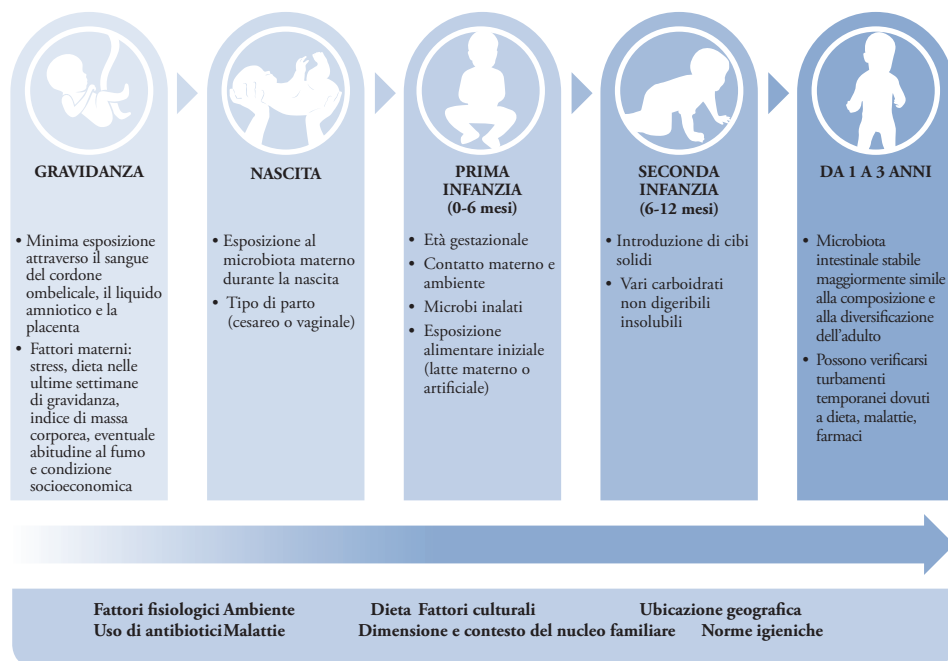 GRAVIDANZA
• Minima esposizione
attraverso il sangue
del cordone
ombelicale, il liquido
amniotico e la
placenta
• Fattori materni:
stress, dieta nelle
ultime settimane
di gravidanza,
indice di massa
corporea, eventuale
abitudine al fumo
e condizione
socioeconomica
NASCITA
• Esposizione al
microbiota materno
durante la nascita
• Tipo di parto
(cesareo o vaginale)
PRIMA
INFANZIA
(0-6 mesi)
• Età gestazionale
• Contatto materno e
ambiente
• Microbi inalati
• Esposizione
alimentare iniziale
(latte materno o
artificiale)
SECONDA
INFANZIA
(6-12 mesi)
• Introduzione di cibi
solidi
• Vari carboidrati
non digeribili
insolubili
DA 1 A 3 ANNI
• Microbiota
intestinale stabile
maggiormente simile
alla composizione e
alla diversificazione
dell'adulto
• Possono verificarsi
turbamenti
temporanei dovuti
a dieta, malattie,
farmaci
Fattori fisiologici Ambiente Dieta Fattori culturali Ubicazione geografica
Uso di antibiotici Malattie Dimensione e contesto del nucleo familiare Norme igieniche